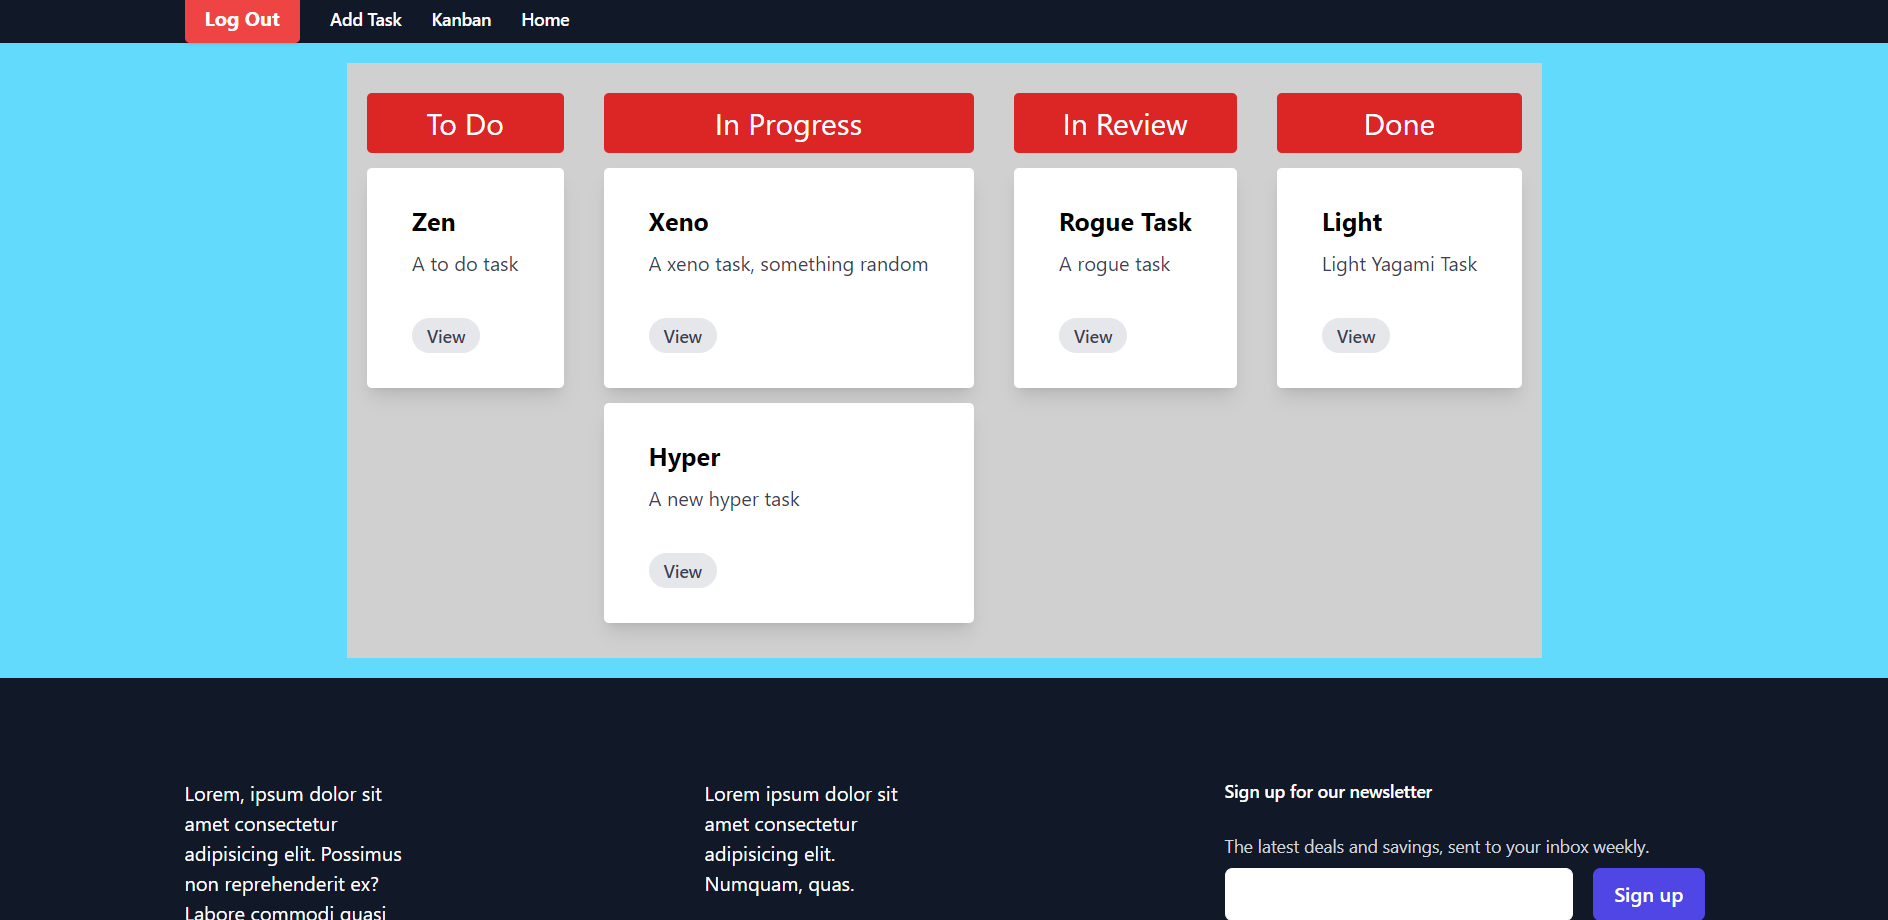 Log Out
Add Task
Kanban
Home
To Do
Zen
A to do task
View
In Progress
Xeno
A xeno task, something random
View
Hyper
A new hyper task
View
In Review
Rogue Task
A rogue task
View
Done
Light
Light Yagami Task
View
Lorem, ipsum dolor sit
amet consectetur
adipisicing elit. Possimus
non reprehenderit ex?
Labore commodi quasi
Lorem ipsum dolor sit
amet consectetur
adipisicing elit.
Numquam, quas.
Sign up for our newsletter
The latest deals and savings, sent to your inbox weekly.
Sign up